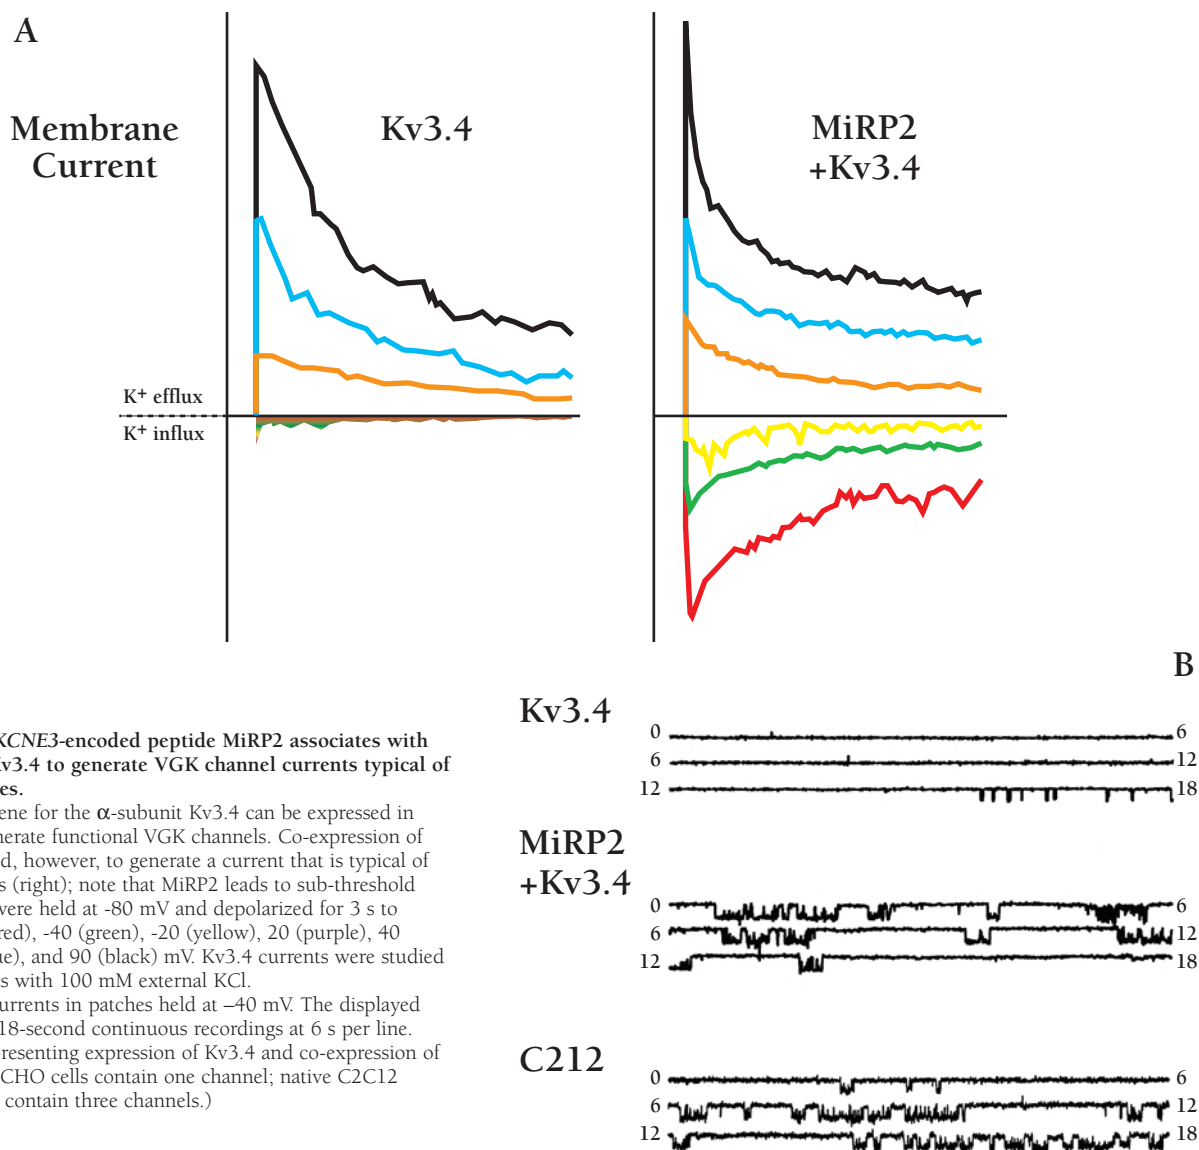 A
Membrane
Current
Kv3.4
MiRP2
+Kv3.4
K+ efflux
K+ influx
B
KCNE3-encoded peptide MiRP2 associates with
Kv3.4 to generate VGK channel currents typical of
es.
ene for the α-subunit Kv3.4 can be expressed in
nerate functional VGK channels. Co-expression of
d, however, to generate a current that is typical of
s (right); note that MiRP2 leads to sub-threshold
were held at -80 mV and depolarized for 3 s to
red), -40 (green), -20 (yellow), 20 (purple), 40
ue), and 90 (black) mV. Kv3.4 currents were studied
s with 100 mM external KCl.
urrents in patches held at –40 mV. The displayed
18-second continuous recordings at 6 s per line.
presenting expression of Kv3.4 and co-expression of
CHO cells contain one channel; native C2C12
contain three channels.)
Kv3.4
0 6
6 12
12 18
MiRP2
+Kv3.4
0 6
6 12
12 18
C212
0 6
6 12
12 18